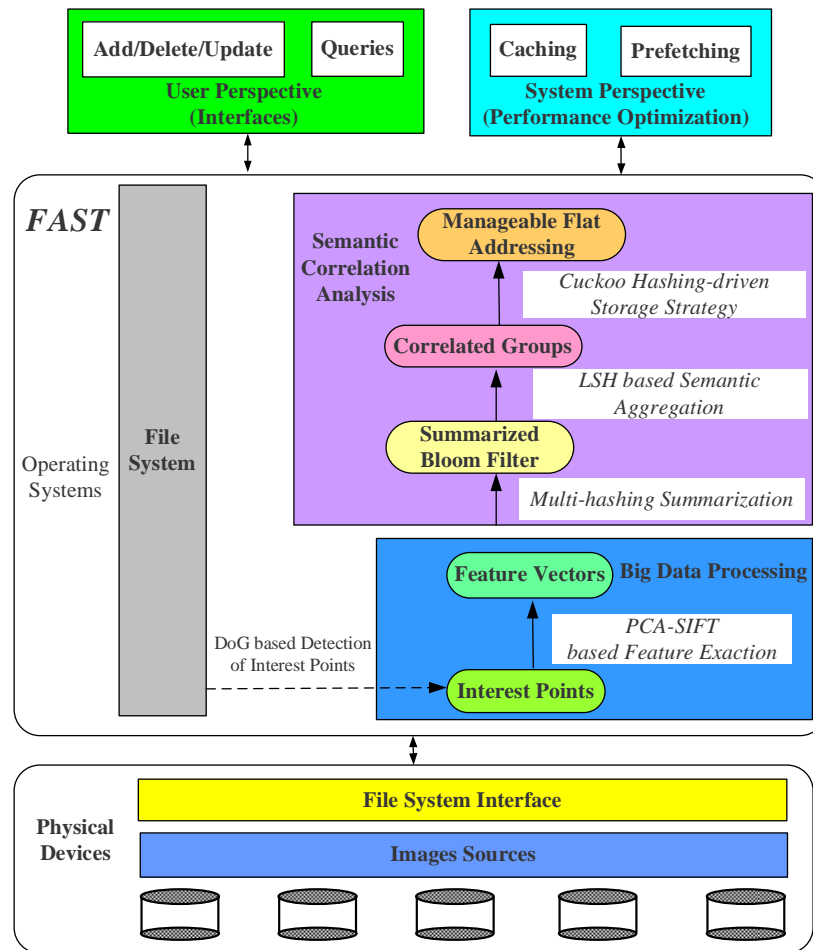 Add/Delete/Update
Queries
User Perspective
(Interfaces)
Caching
Prefetching
System Perspective
(Performance Optimization)
FAST
Operating
Systems
File
System
Semantic
Correlation
Analysis
Manageable Flat
Addressing
Cuckoo Hashing-driven
Storage Strategy
Correlated Groups
LSH based Semantic
Aggregation
Summarized
Bloom Filter
Multi-hashing Summarization
Feature Vectors
Big Data Processing
PCA-SIFT
based Feature Exaction
DoG based Detection
of Interest Points
Interest Points
Physical
Devices
File System Interface
Images Sources